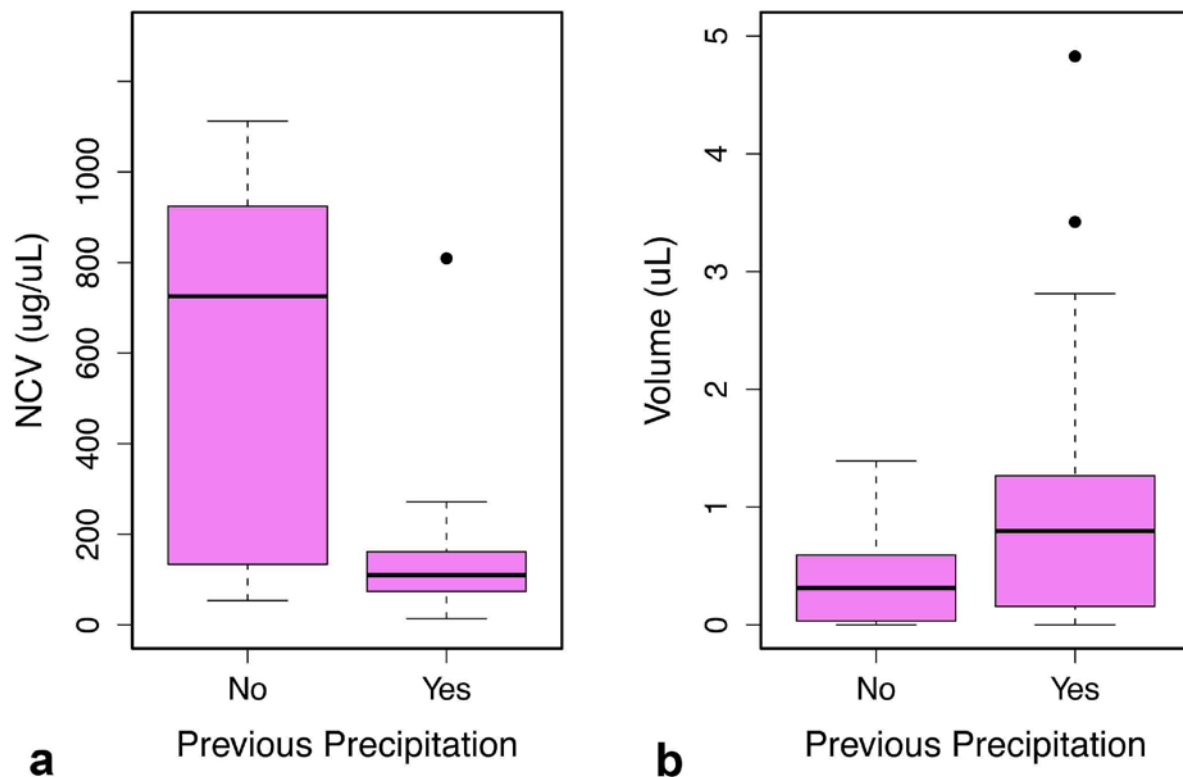 NCV (ug/uL)
1000
800
600
400
200
0
No
Yes
Previous Precipitation
a
Volume (uL)
5
4
3
2
1
0
No
Yes
Previous Precipitation
b